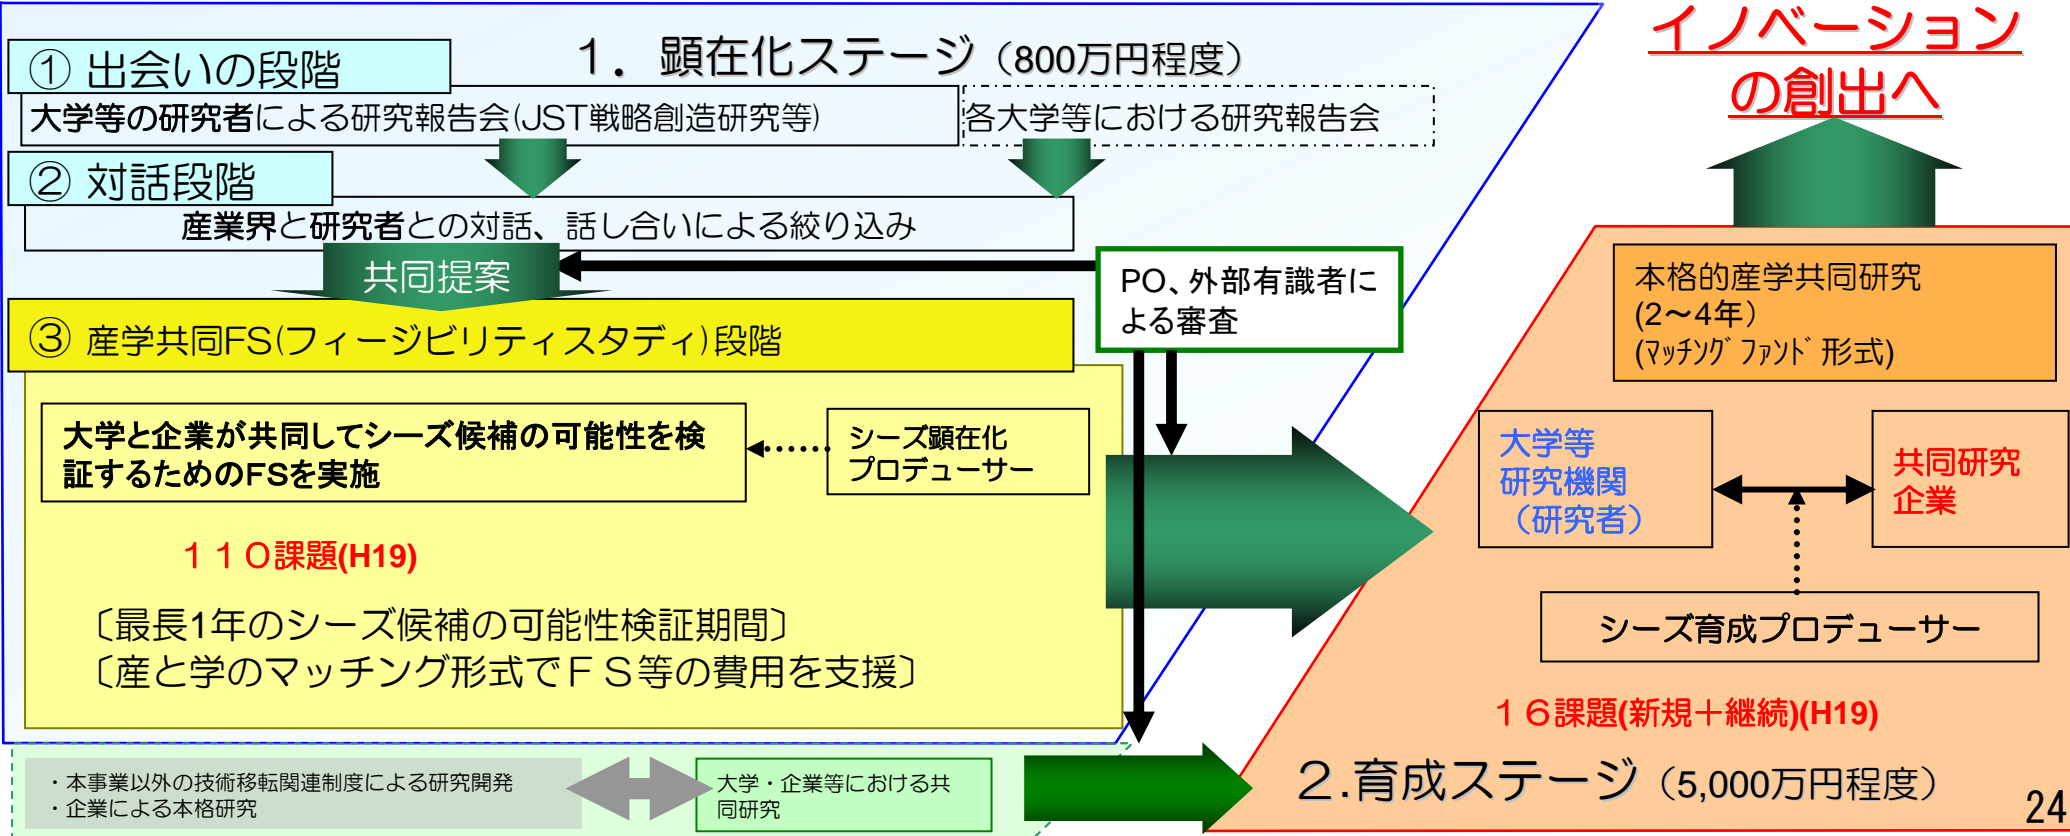 １．顕在化ステージ（800万円程度）
① 出会いの段階
大学等の研究者による研究報告会(JST戦略創造研究等)
各大学等における研究報告会
② 対話段階
産業界と研究者との対話、話し合いによる絞り込み
共同提案
PO、外部有識者に
よる審査
③ 産学共同FS(フィージビリティスタディ)段階
大学と企業が共同してシーズ候補の可能性を検
証するためのFSを実施
シーズ顕在化
プロデューサー
１１０課題(H19)
〔最長1年のシーズ候補の可能性検証期間〕
〔産と学のマッチング形式でＦＳ等の費用を支援〕
・本事業以外の技術移転関連制度による研究開発
・企業による本格研究
大学・企業等における共
同研究
イノベーション
の創出へ
本格的産学共同研究
(2～4年）
(ﾏｯﾁﾝｸﾞﾌｧﾝﾄﾞ形式)
大学等
研究機関
（研究者）
共同研究
企業
シーズ育成プロデューサー
１６課題(新規＋継続)(H19)
２.育成ステージ（5,000万円程度）
24